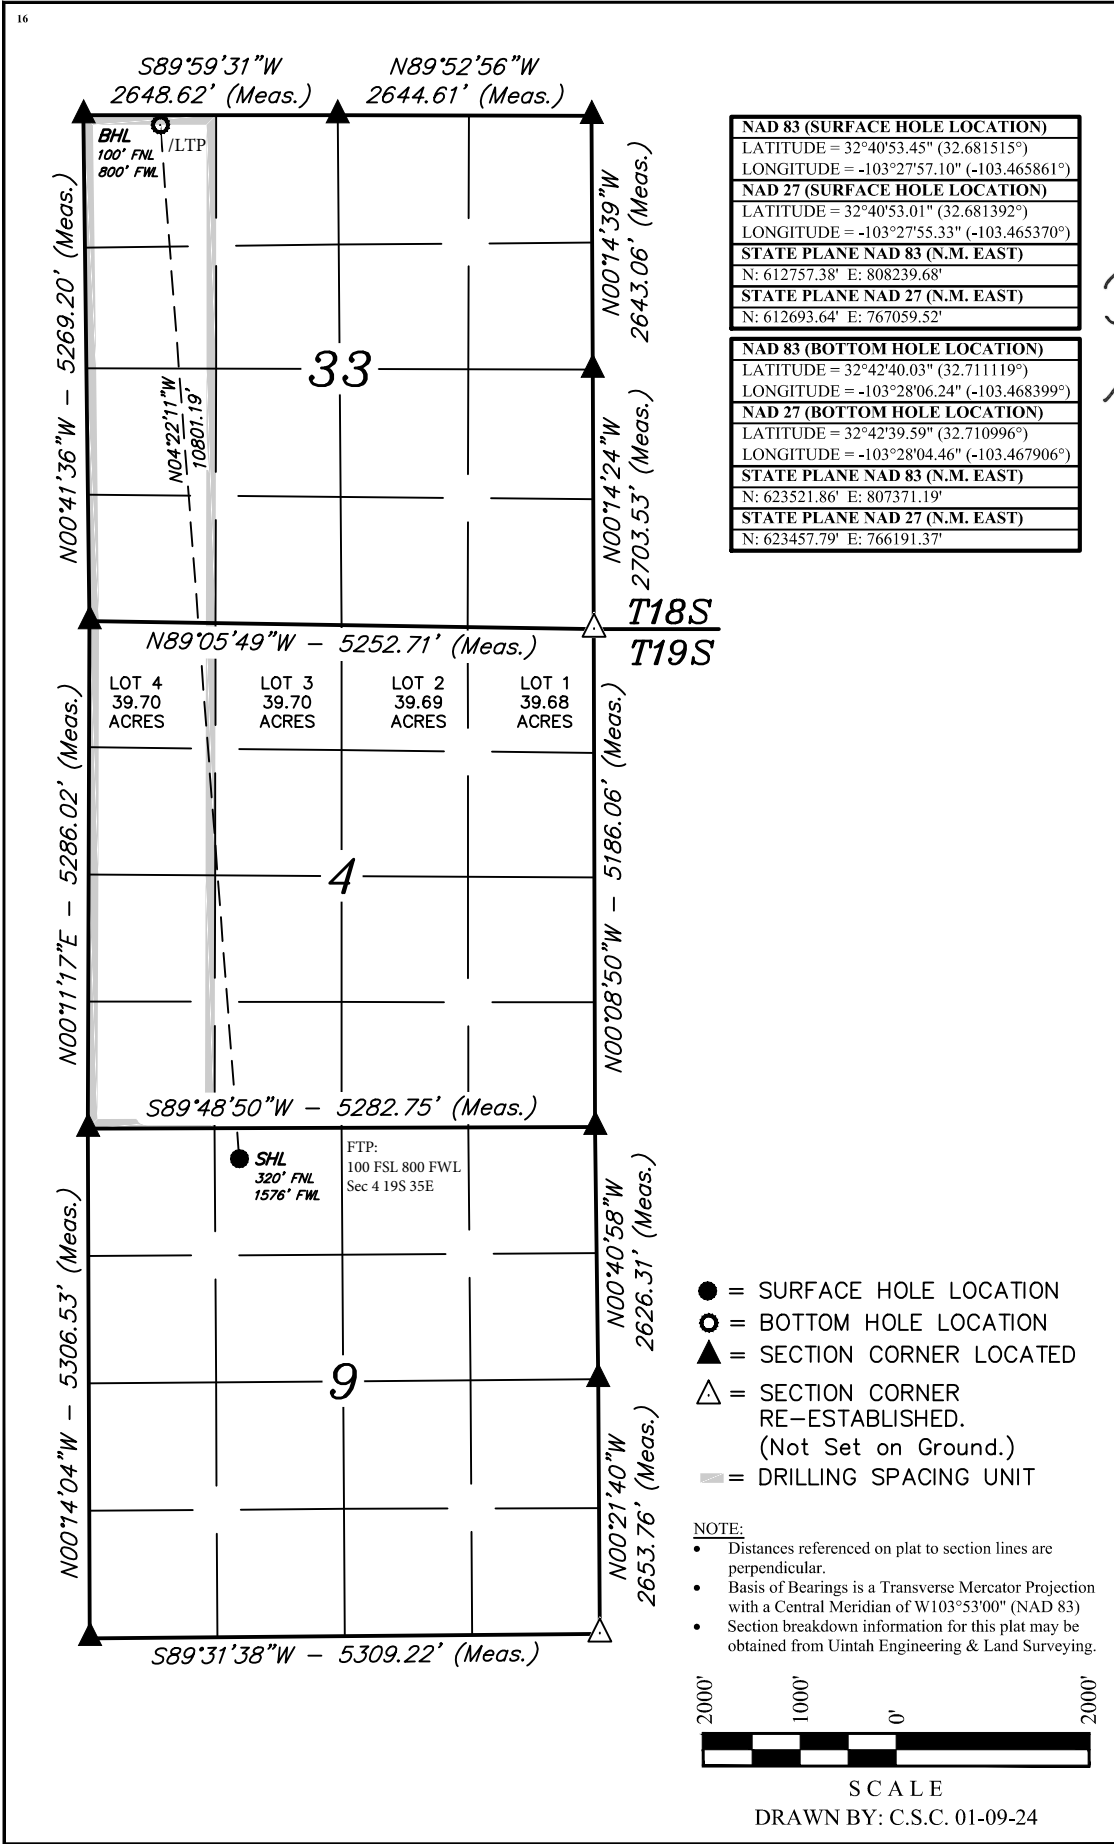 16
S89°59'31"W
2648.62' (Meas.)
N89°52'56"W
2644.61' (Meas.)
BHL
/LTP
100' FNL
800' FWL
N00°41'36"W – 5269.20' (Meas.)
N04°22'11"W
10801.19'
33
N00°14'39"W
2643.06' (Meas.)
N00°14'24"W
2703.53' (Meas.)
T18S
T19S
N89°05'49"W – 5252.71' (Meas.)
LOT 4
39.70
ACRES
LOT 3
39.70
ACRES
LOT 2
39.69
ACRES
LOT 1
39.68
ACRES
N00°11'17"E – 5286.02' (Meas.)
4
N00°08'50"W – 5186.06' (Meas.)
S89°48'50"W – 5282.75' (Meas.)
SHL
320' FNL
1576' FWL
FTP:
100 FSL 800 FWL
Sec 4 19S 35E
N00°14'04"W – 5306.53' (Meas.)
9
N00°40'58"W
2626.31' (Meas.)
N00°21'40"W
2653.76' (Meas.)
S89°31'38"W – 5309.22' (Meas.)
NAD 83 (SURFACE HOLE LOCATION)
LATITUDE = 32°40'53.45" (32.681515°)
LONGITUDE = -103°27'57.10" (-103.465861°)
NAD 27 (SURFACE HOLE LOCATION)
LATITUDE = 32°40'53.01" (32.681392°)
LONGITUDE = -103°27'55.33" (-103.465370°)
STATE PLANE NAD 83 (N.M. EAST)
N: 612757.38' E: 808239.68'
STATE PLANE NAD 27 (N.M. EAST)
N: 612693.64' E: 767059.52'
NAD 83 (BOTTOM HOLE LOCATION)
LATITUDE = 32°42'40.03" (32.711119°)
LONGITUDE = -103°28'06.24" (-103.468399°)
NAD 27 (BOTTOM HOLE LOCATION)
LATITUDE = 32°42'39.59" (32.710996°)
LONGITUDE = -103°28'04.46" (-103.467906°)
STATE PLANE NAD 83 (N.M. EAST)
N: 623521.86' E: 807371.19'
STATE PLANE NAD 27 (N.M. EAST)
N: 623457.79' E: 766191.37'
= SURFACE HOLE LOCATION
= BOTTOM HOLE LOCATION
= SECTION CORNER LOCATED
= SECTION CORNER
RE–ESTABLISHED.
(Not Set on Ground.)
= DRILLING SPACING UNIT
NOTE:
• Distances referenced on plat to section lines are
perpendicular.
• Basis of Bearings is a Transverse Mercator Projection
with a Central Meridian of W103°53'00" (NAD 83)
• Section breakdown information for this plat may be
obtained from Uintah Engineering & Land Surveying.
2000'
1000'
0'
2000'
SCALE
DRAWN BY: C.S.C. 01-09-24